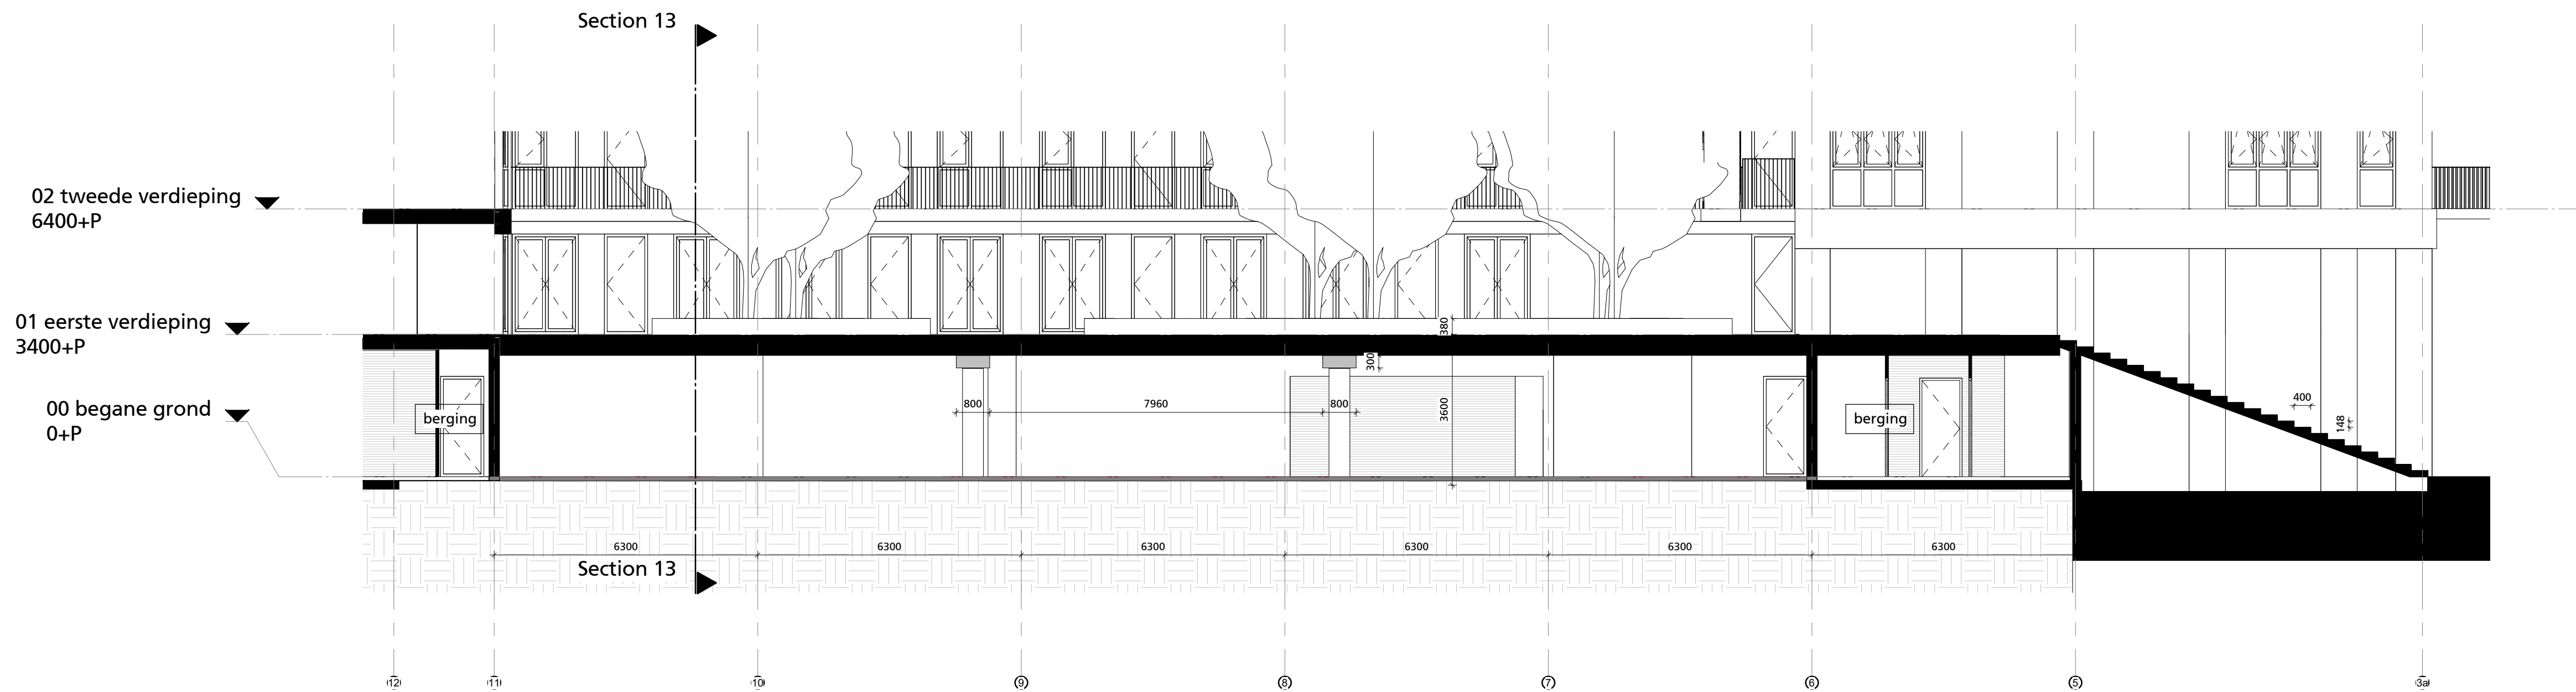 Section 13
02 tweede verdieping
6400+P
01 eerste verdieping
3400+P
380
300
00 begane grond
0+P
berging
800
7960
800
3600
berging
400
148
6300
6300
6300
6300
6300
6300
Section 13
12
11
10
9
8
7
6
5
3a